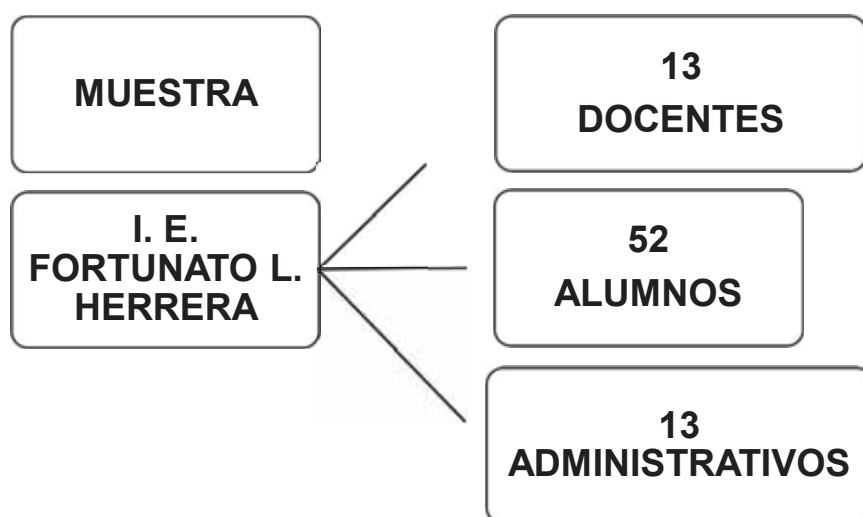 MUESTRA
I. E.
FORTUNATO L.
HERRERA
13
DOCENTES
52
ALUMNOS
13
ADMINISTRATIVOS